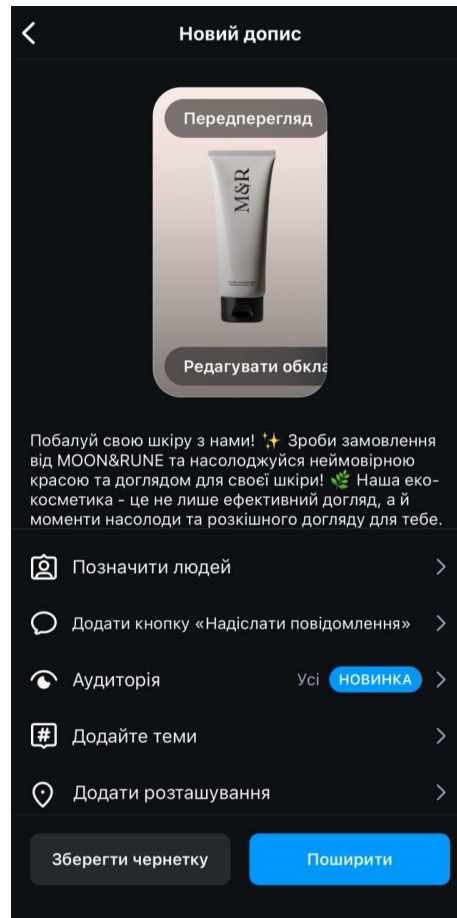 Новий допис
Передперегляд
M&R
Редагувати обкла
Побалуй свою шкіру з нами! ✨ Зроби замовлення
від MOON&RUNE та насолоджуйся неймовірною
красою та доглядом для своєї шкіри! 🌿 Наша еко-
косметика - це не лише ефективний догляд, а й
моменти насолоди та розкішного догляду для тебе.
Позначити людей
Додати кнопку «Надіслати повідомлення»
Аудиторія Усі НОВИНКА
Додайте теми
Додати розташування
Зберегти чернетку Поширити